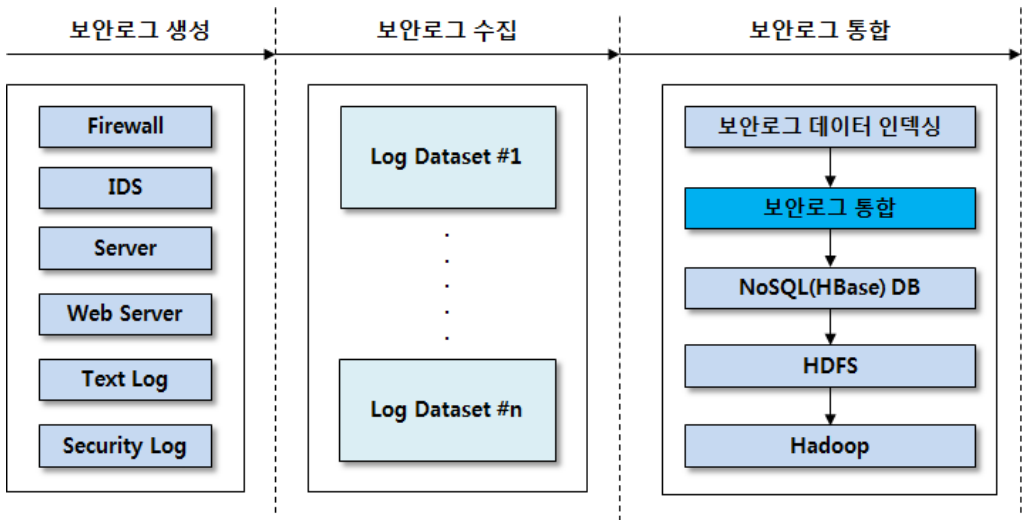 보안로그 생성
보안로그 수집
보안로그 통합
Firewall
IDS
Server
Web Server
Text Log
Security Log
Log Dataset #1
Log Dataset #n
보안로그 데이터 인덱싱
보안로그 통합
NoSQL(HBase) DB
HDFS
Hadoop